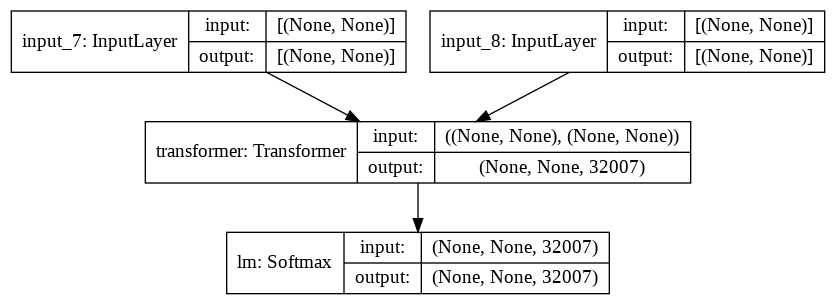 input_7: InputLayer input: [(None, None)]
output: [(None, None)]
input_8: InputLayer input: [(None, None)]
output: [(None, None)]
transformer: Transformer input: ((None, None), (None, None))
output: (None, None, 32007)
lm: Softmax input: (None, None, 32007)
output: (None, None, 32007)